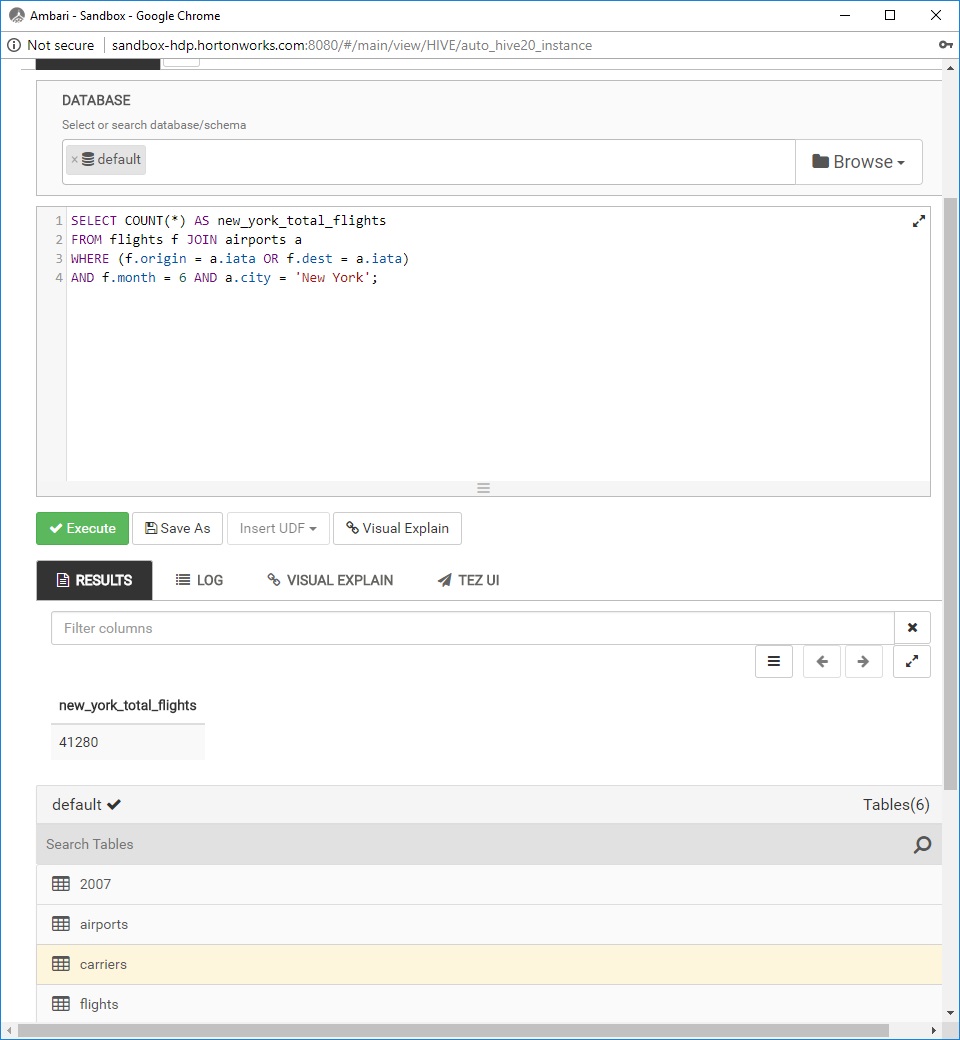 Ambari - Sandbox - Google Chrome
Not secure sandbox-hdp.hortonworks.com:8080/#/main/view/HIVE/auto_hive20_instance
DATABASE
Select or search database/schema
× default Browse
1 SELECT COUNT(*) AS new_york_total_flights
2 FROM flights f JOIN airports a
3 WHERE (f.origin = a.iata OR f.dest = a.iata)
4 AND f.month = 6 AND a.city = 'New York';
Execute Save As Insert UDF Visual Explain
RESULTS LOG VISUAL EXPLAIN TEZ UI
Filter columns
new_york_total_flights
41280
default Tables(6)
Search Tables
2007
airports
carriers
flights